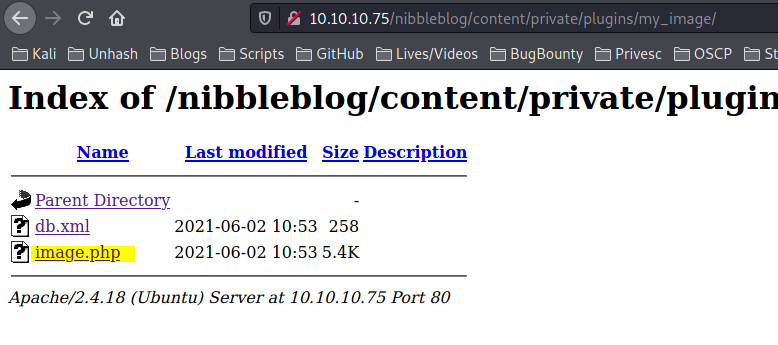 10.10.10.75/nibbleblog/content/private/plugins/my_image/
Kali Unhash Blogs Scripts GitHub Lives/Videos BugBounty Privesc OSCP St
Index of /nibbleblog/content/private/plugin
Name Last modified Size Description
Parent Directory -
db.xml 2021-06-02 10:53 258
image.php 2021-06-02 10:53 5.4K
Apache/2.4.18 (Ubuntu) Server at 10.10.10.75 Port 80